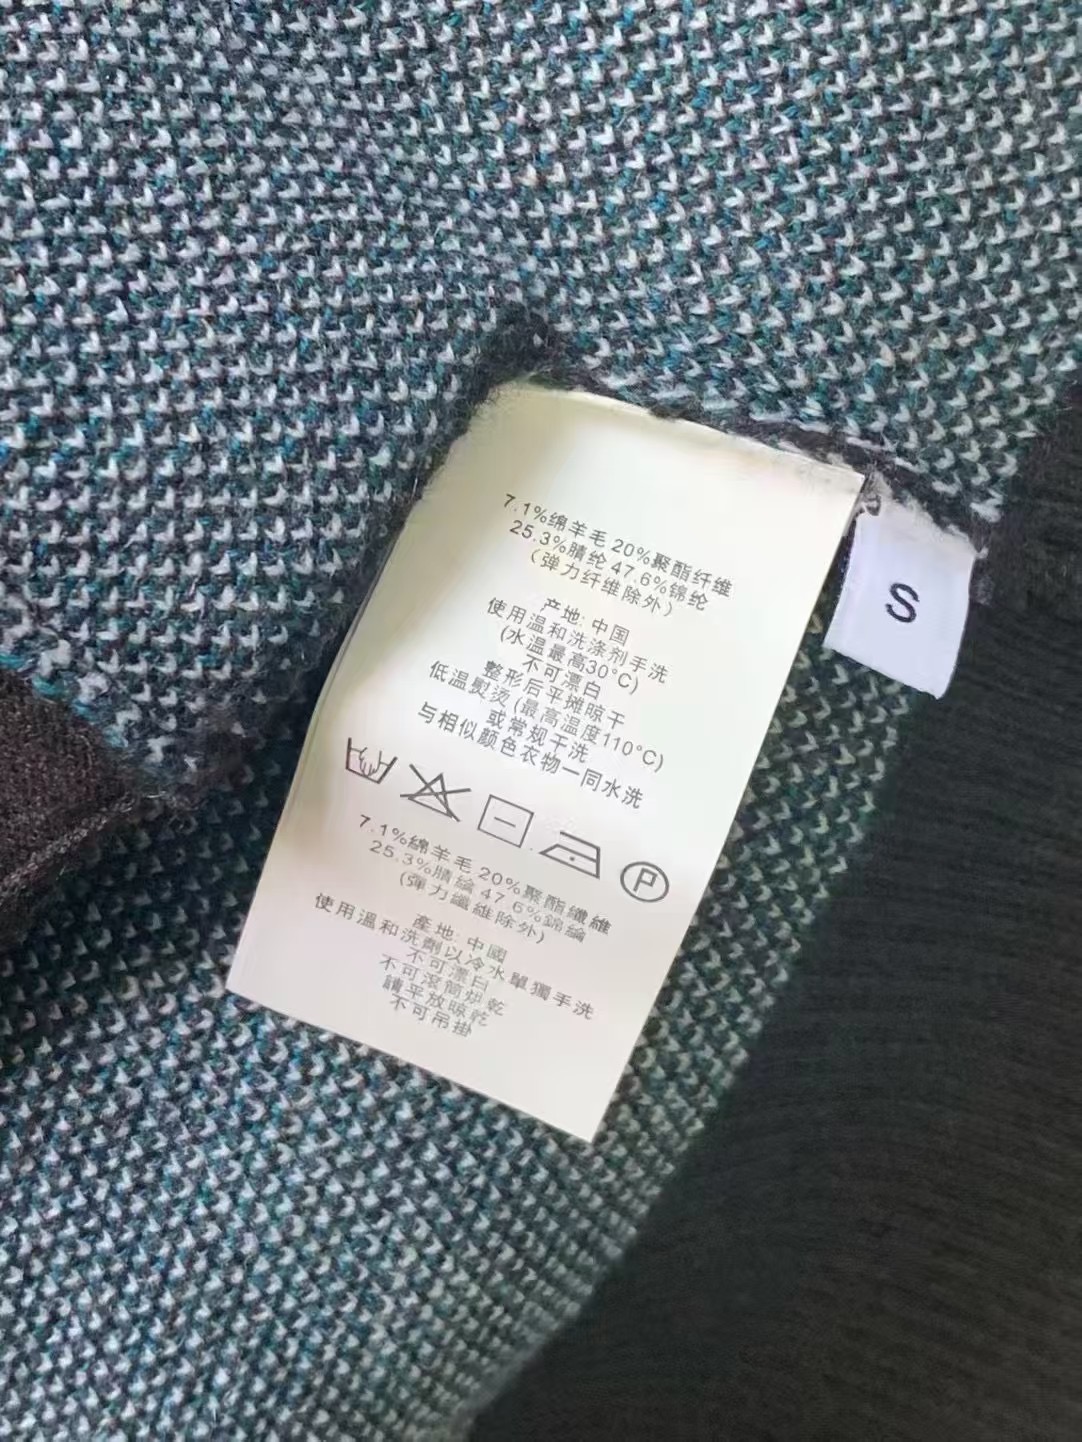 7.1%绵羊毛 20%聚酯纤维
25.3%腈纶 47.6%锦纶
(弹力纤维除外)
产地: 中国
使用温和洗涤剂手洗
(水温最高30°C)
不可漂白
整形后平摊晾干
低温熨烫 (最高温度110°C)
或常规干洗
与相似颜色衣物一同水洗
P
7.1%綿羊毛 20%聚酯纖維
25.3%腈綸 47.6%錦綸
(彈力纖維除外)
產地: 中國
使用溫和洗劑以冷水單獨手洗
不可漂白
不可滾筒烘乾
請平放晾乾
不可吊掛
S